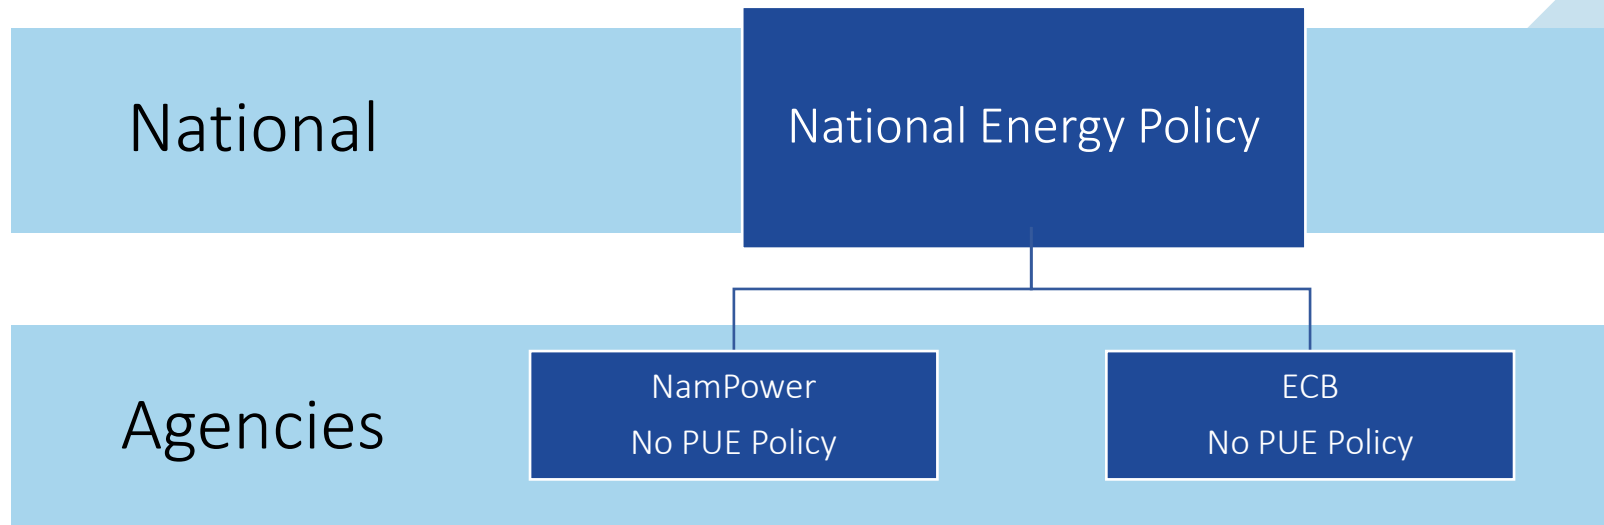 National
National Energy Policy
Agencies
NamPower
No PUE Policy
ECB
No PUE Policy